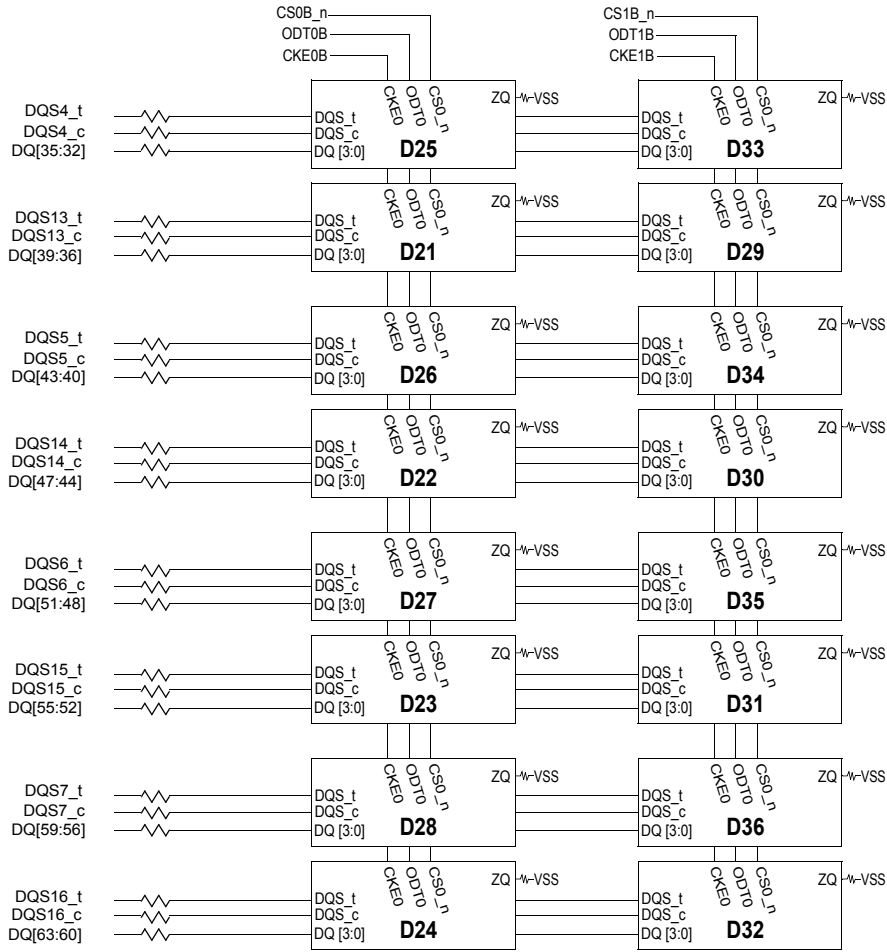 CS0B_n CS1B_n
ODT0B ODT1B
CKE0B CKE1B
DQS4_t
DQS4_c
DQ[35:32]
CKE0 ODT0 CS0_n ZQ VSS
DQS_t
DQS_c
DQ [3:0] D25
CKE0 ODT0 CS0_n ZQ VSS
DQS_t
DQS_c
DQ [3:0] D33
DQS13_t
DQS13_c
DQ[39:36]
CKE0 ODT0 CS0_n ZQ VSS
DQS_t
DQS_c
DQ [3:0] D21
CKE0 ODT0 CS0_n ZQ VSS
DQS_t
DQS_c
DQ [3:0] D29
DQS5_t
DQS5_c
DQ[43:40]
CKE0 ODT0 CS0_n ZQ VSS
DQS_t
DQS_c
DQ [3:0] D26
CKE0 ODT0 CS0_n ZQ VSS
DQS_t
DQS_c
DQ [3:0] D34
DQS14_t
DQS14_c
DQ[47:44]
CKE0 ODT0 CS0_n ZQ VSS
DQS_t
DQS_c
DQ [3:0] D22
CKE0 ODT0 CS0_n ZQ VSS
DQS_t
DQS_c
DQ [3:0] D30
DQS6_t
DQS6_c
DQ[51:48]
CKE0 ODT0 CS0_n ZQ VSS
DQS_t
DQS_c
DQ [3:0] D27
CKE0 ODT0 CS0_n ZQ VSS
DQS_t
DQS_c
DQ [3:0] D35
DQS15_t
DQS15_c
DQ[55:52]
CKE0 ODT0 CS0_n ZQ VSS
DQS_t
DQS_c
DQ [3:0] D23
CKE0 ODT0 CS0_n ZQ VSS
DQS_t
DQS_c
DQ [3:0] D31
DQS7_t
DQS7_c
DQ[59:56]
CKE0 ODT0 CS0_n ZQ VSS
DQS_t
DQS_c
DQ [3:0] D28
CKE0 ODT0 CS0_n ZQ VSS
DQS_t
DQS_c
DQ [3:0] D36
DQS16_t
DQS16_c
DQ[63:60]
CKE0 ODT0 CS0_n ZQ VSS
DQS_t
DQS_c
DQ [3:0] D24
CKE0 ODT0 CS0_n ZQ VSS
DQS_t
DQS_c
DQ [3:0] D32